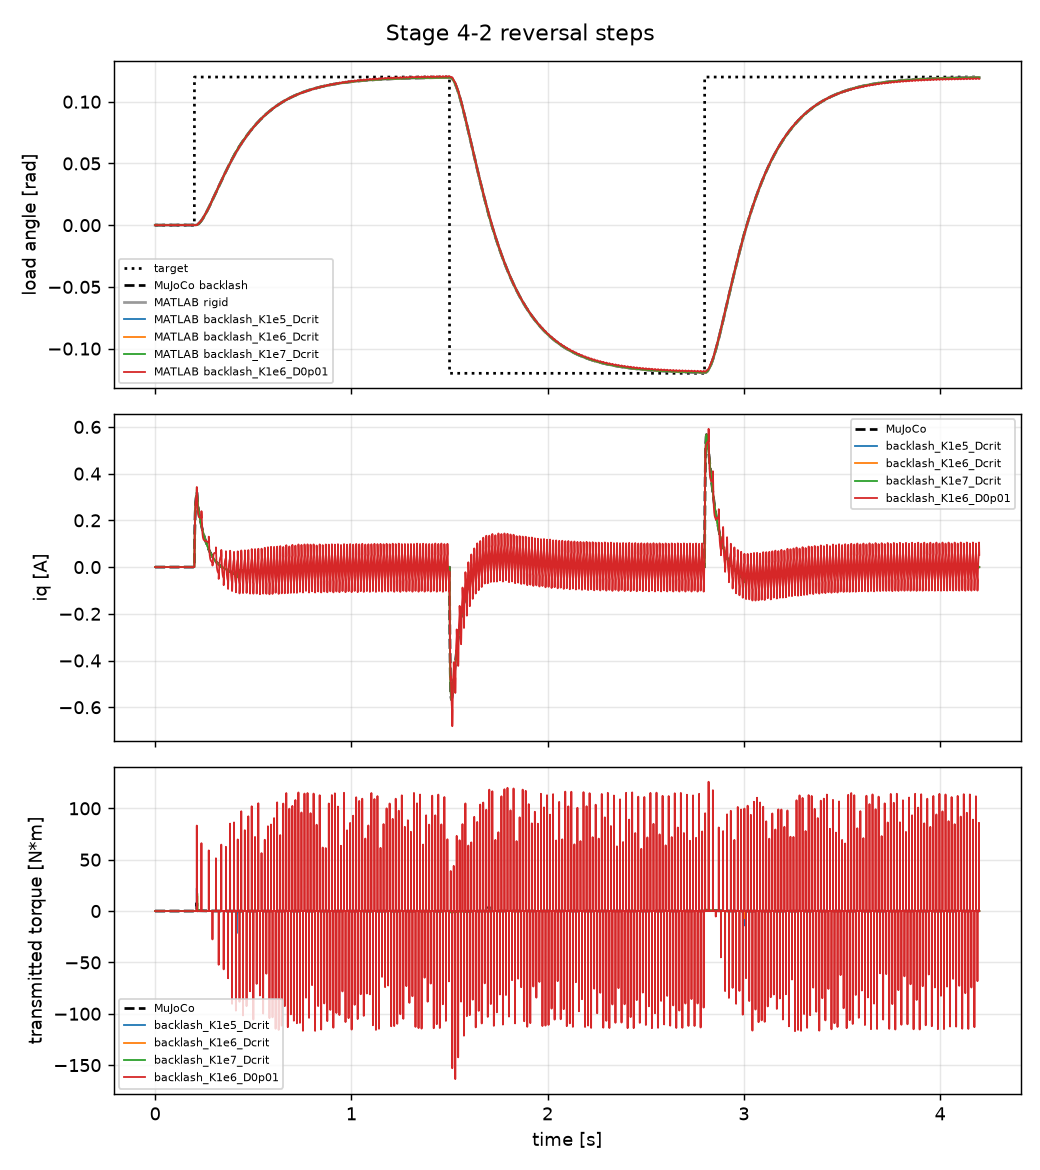 Stage 4-2 reversal steps
load angle [rad]
0.10
0.05
0.00
−0.05
−0.10
target
MuJoCo backlash
MATLAB rigid
MATLAB backlash_K1e5_Dcrit
MATLAB backlash_K1e6_Dcrit
MATLAB backlash_K1e7_Dcrit
MATLAB backlash_K1e6_D0p01
iq [A]
0.6
0.4
0.2
0.0
−0.2
−0.4
−0.6
MuJoCo
backlash_K1e5_Dcrit
backlash_K1e6_Dcrit
backlash_K1e7_Dcrit
backlash_K1e6_D0p01
transmitted torque [N*m]
100
50
0
−50
−100
−150
MuJoCo
backlash_K1e5_Dcrit
backlash_K1e6_Dcrit
backlash_K1e7_Dcrit
backlash_K1e6_D0p01
0 1 2 3 4
time [s]